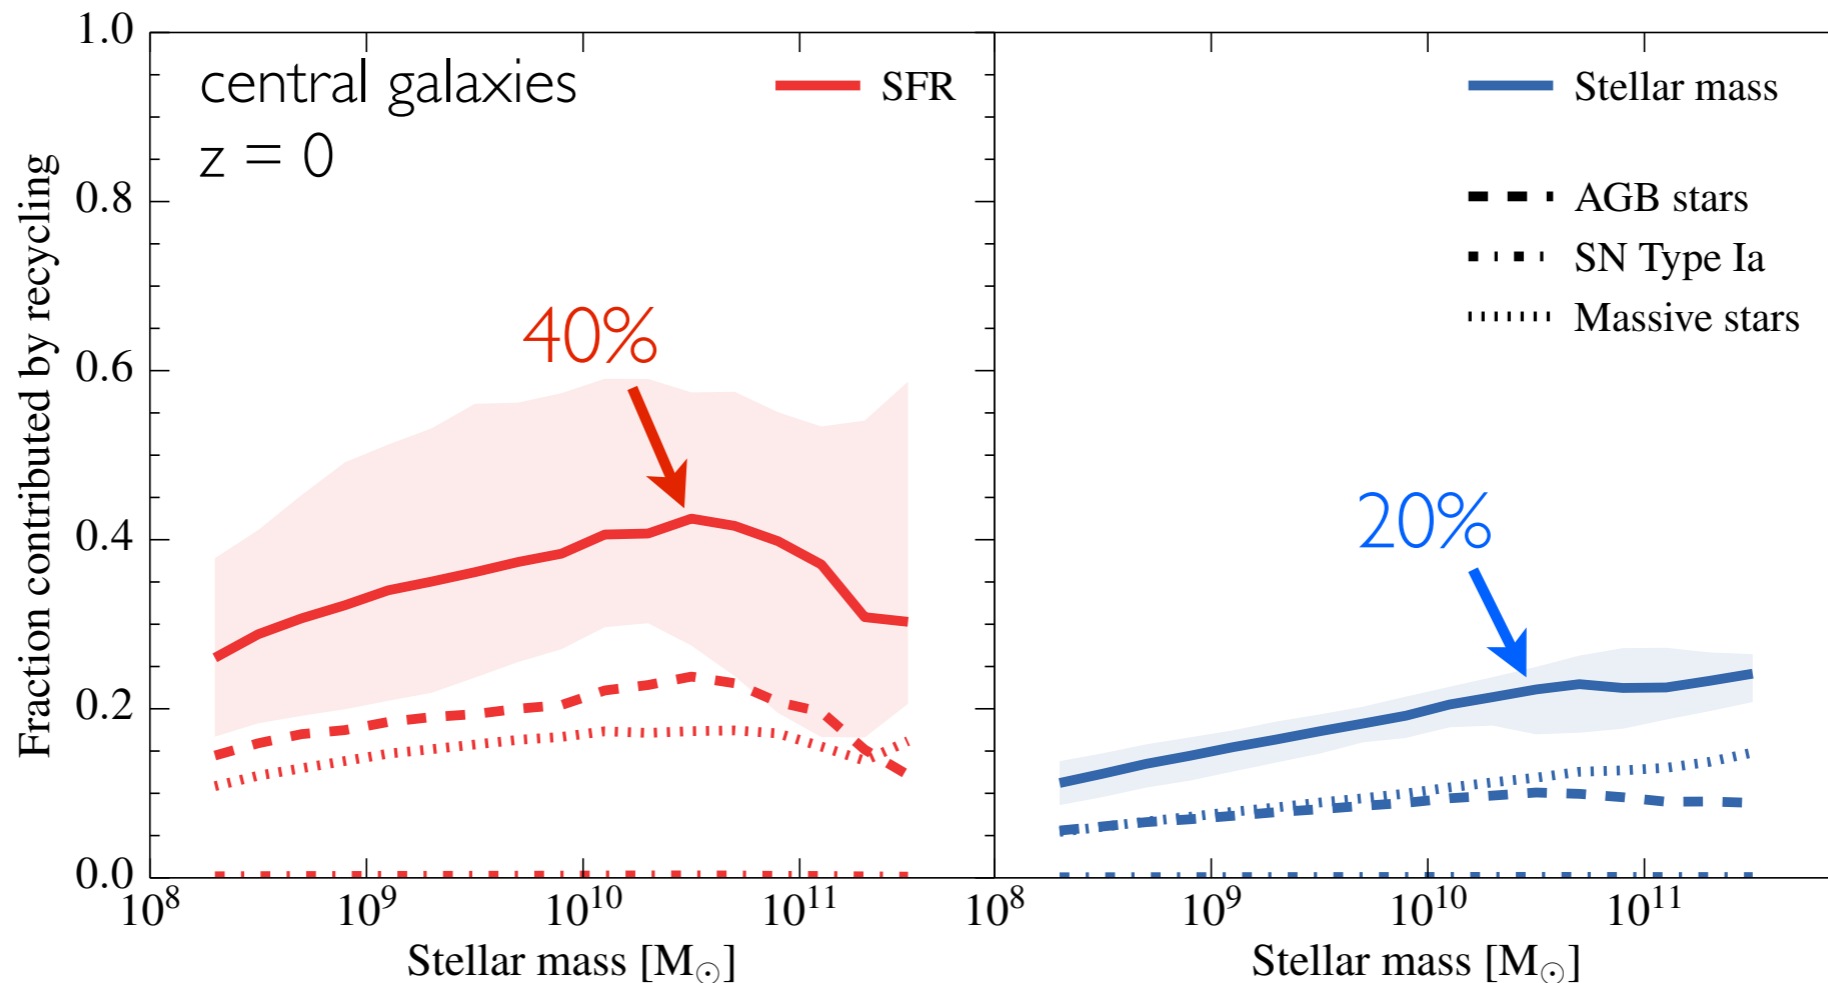 central galaxies
z = 0
SFR
40%
Fraction contributed by recycling
1.0
0.8
0.6
0.4
0.2
0.0
10⁸
10⁹
10¹⁰
10¹¹
Stellar mass [M☉]
Stellar mass
AGB stars
SN Type Ia
Massive stars
20%
10⁸
10⁹
10¹⁰
10¹¹
Stellar mass [M☉]